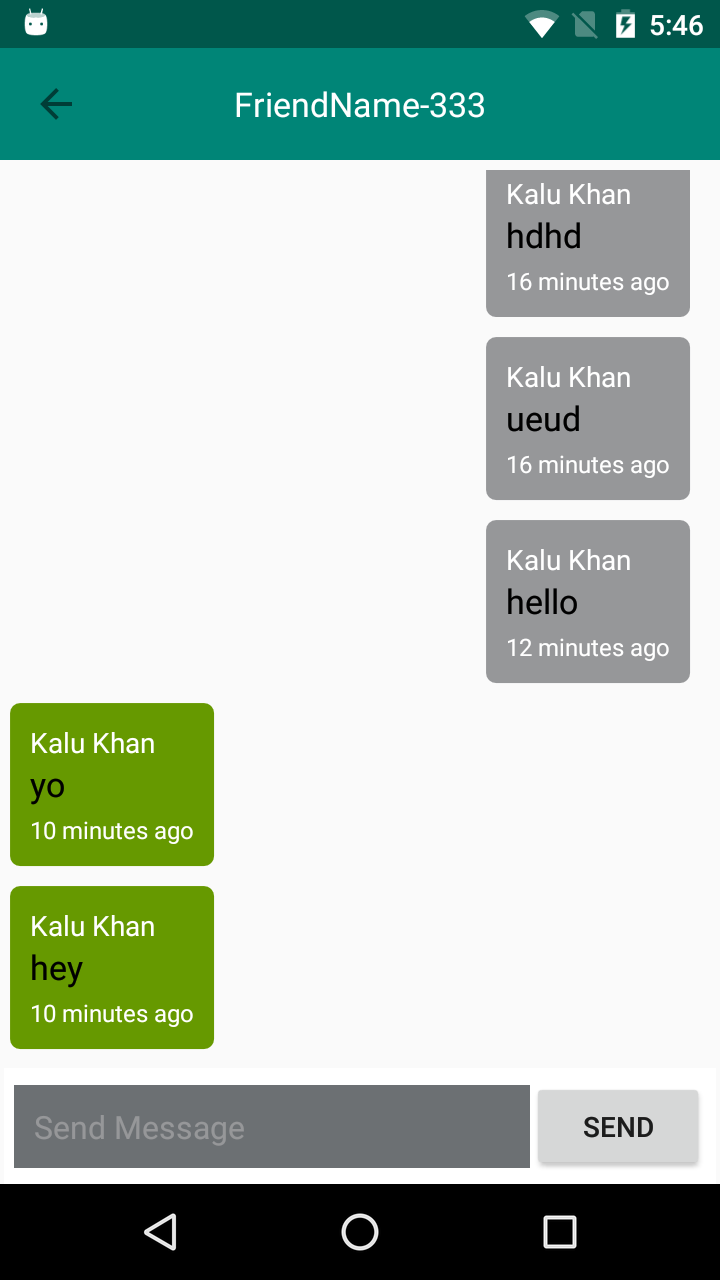 5:46
FriendName-333
Kalu Khan
hdhd
16 minutes ago
Kalu Khan
ueud
16 minutes ago
Kalu Khan
hello
12 minutes ago
Kalu Khan
yo
10 minutes ago
Kalu Khan
hey
10 minutes ago
Send Message
SEND